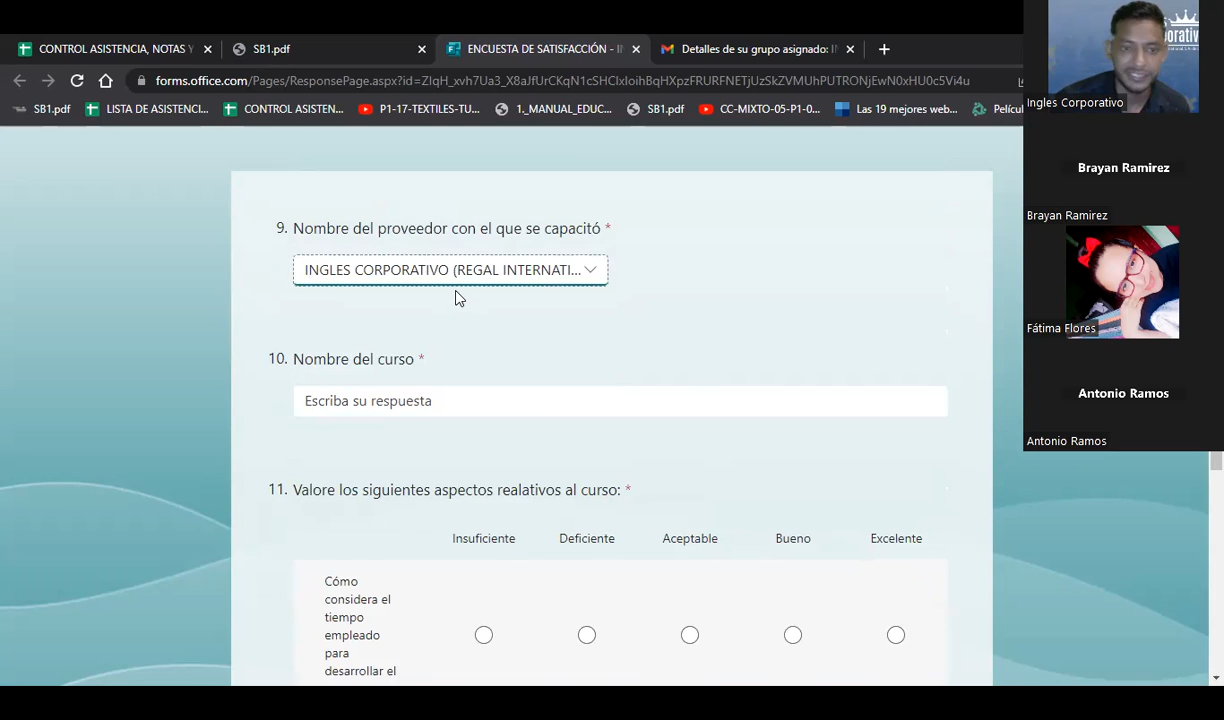 CONTROL ASISTENCIA, NOTAS Y
SB1.pdf
ENCUESTA DE SATISFACCIÓN - I
Detalles de su grupo asignado: I
forms.office.com/Pages/ResponsePage.aspx?id=ZIqH_xvh7Ua3_X8aJfUrCKqN1cSHCIxIoihBqHXpzFRURFNETjUzSkZVMUhPUTRONjEwN0xHU0c5Vi4u
SB1.pdf
LISTA DE ASISTENCI...
CONTROL ASISTEN...
P1-17-TEXTILES-TU...
1._MANUAL_EDUC...
SB1.pdf
CC-MIXTO-05-P1-0...
Las 19 mejores web...
Pelícu
Ingles Corporativo
Brayan Ramirez
Brayan Ramirez
Fátima Flores
Antonio Ramos
Antonio Ramos
9. Nombre del proveedor con el que se capacitó *
INGLES CORPORATIVO (REGAL INTERNATI...
10. Nombre del curso *
Escriba su respuesta
11. Valore los siguientes aspectos realativos al curso: *
Insuficiente Deficiente Aceptable Bueno Excelente
Cómo
considera el
tiempo
empleado
para
desarrollar el